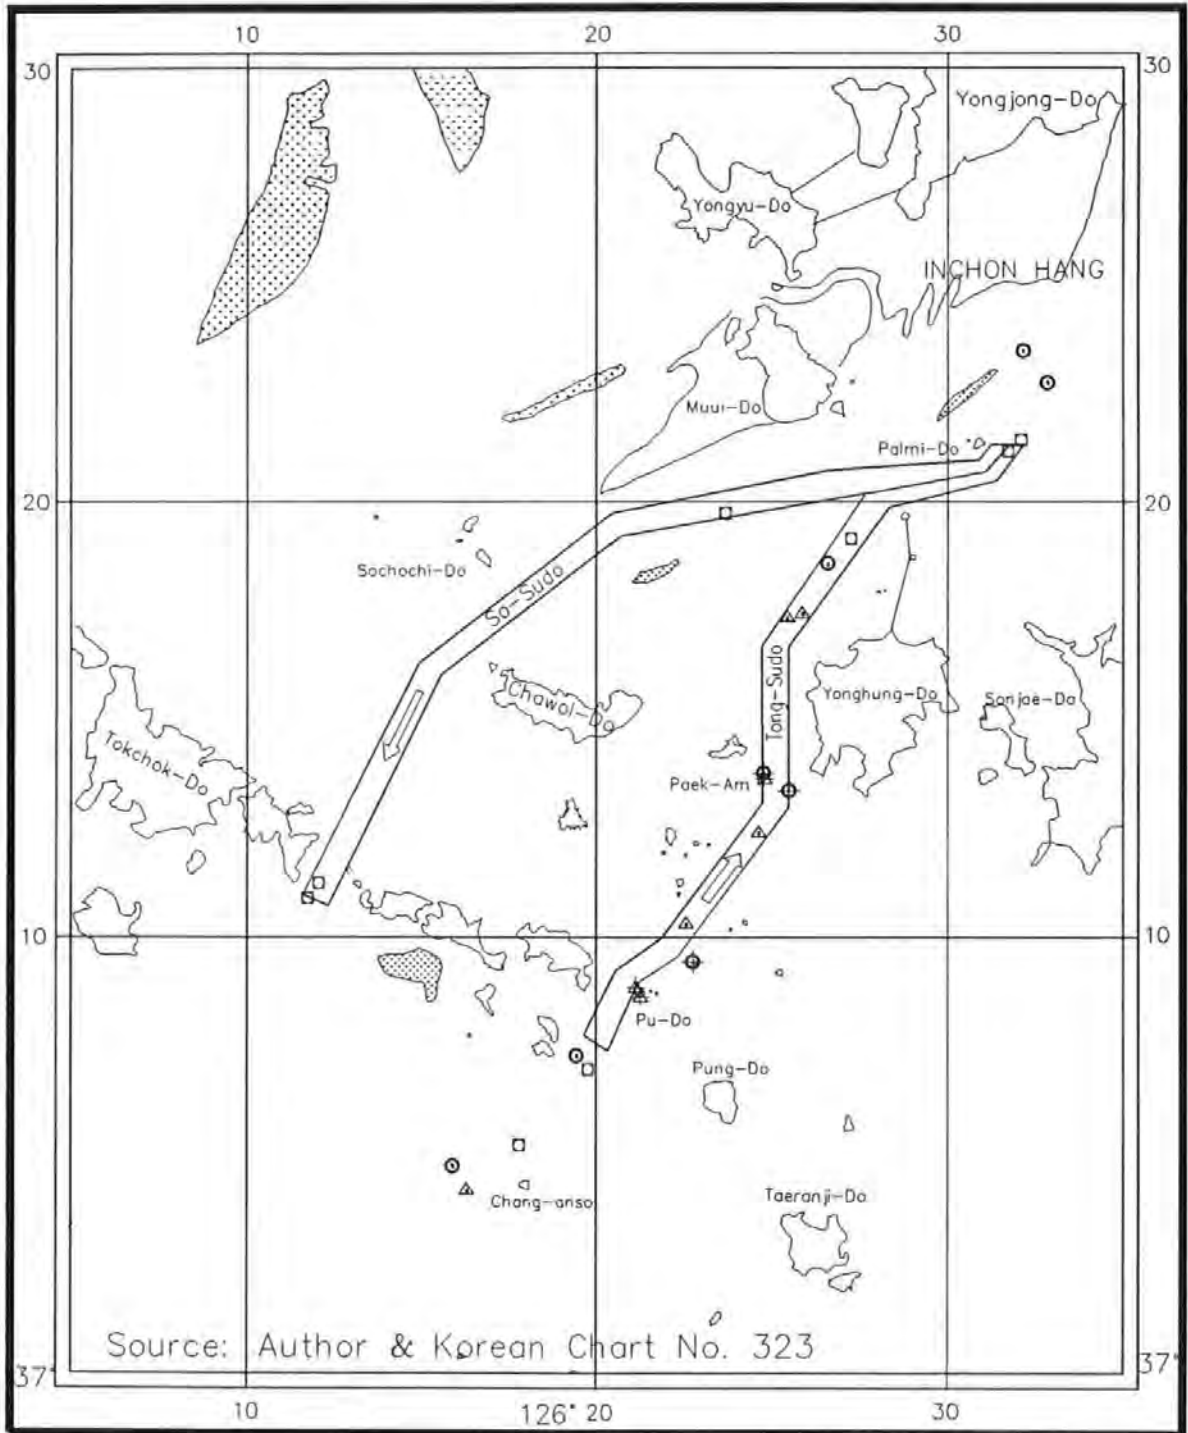 10 20 30
30 30
Yongjong-Do
Yongyu-Do
INCHON HANG
Muui-Do
Palmi-Do
20 20
Sochochi-Do
So-Sudo
Chawol-Do
Tong-Sudo
Yonghung-Do
Sonjae-Do
Tokchok-Do
Paek-Am
10 10
Pu-Do
Pung-Do
Taeranji-Do
Chang-anso
Source: Author & Korean Chart No. 323
37° 37°
10 126° 20 30